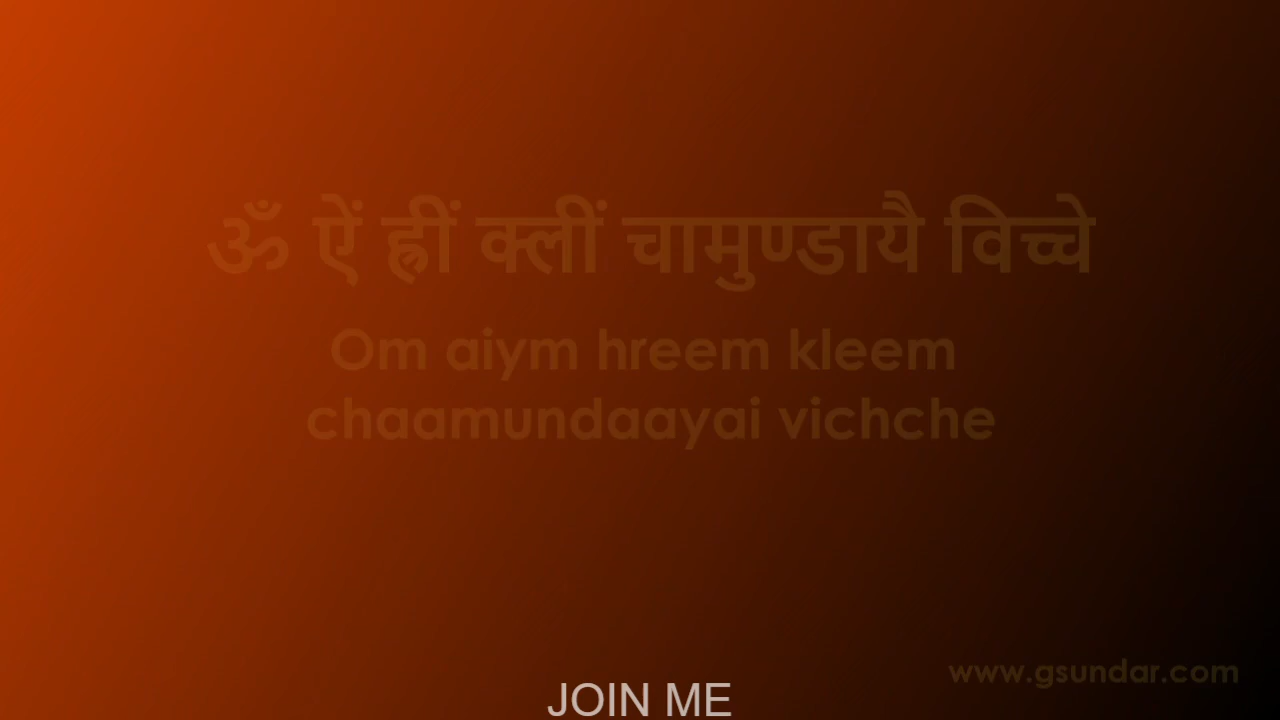 ॐ ऐं ह्रीं क्लीं चामुण्डायै विच्चे
Om aiym hreem kleem
chaamundaayai vichche
www.gsundar.com
JOIN ME